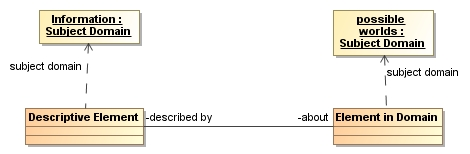 Information :
Subject Domain
possible
worlds :
Subject Domain
subject domain
subject domain
Descriptive Element
-described by
-about
Element in Domain